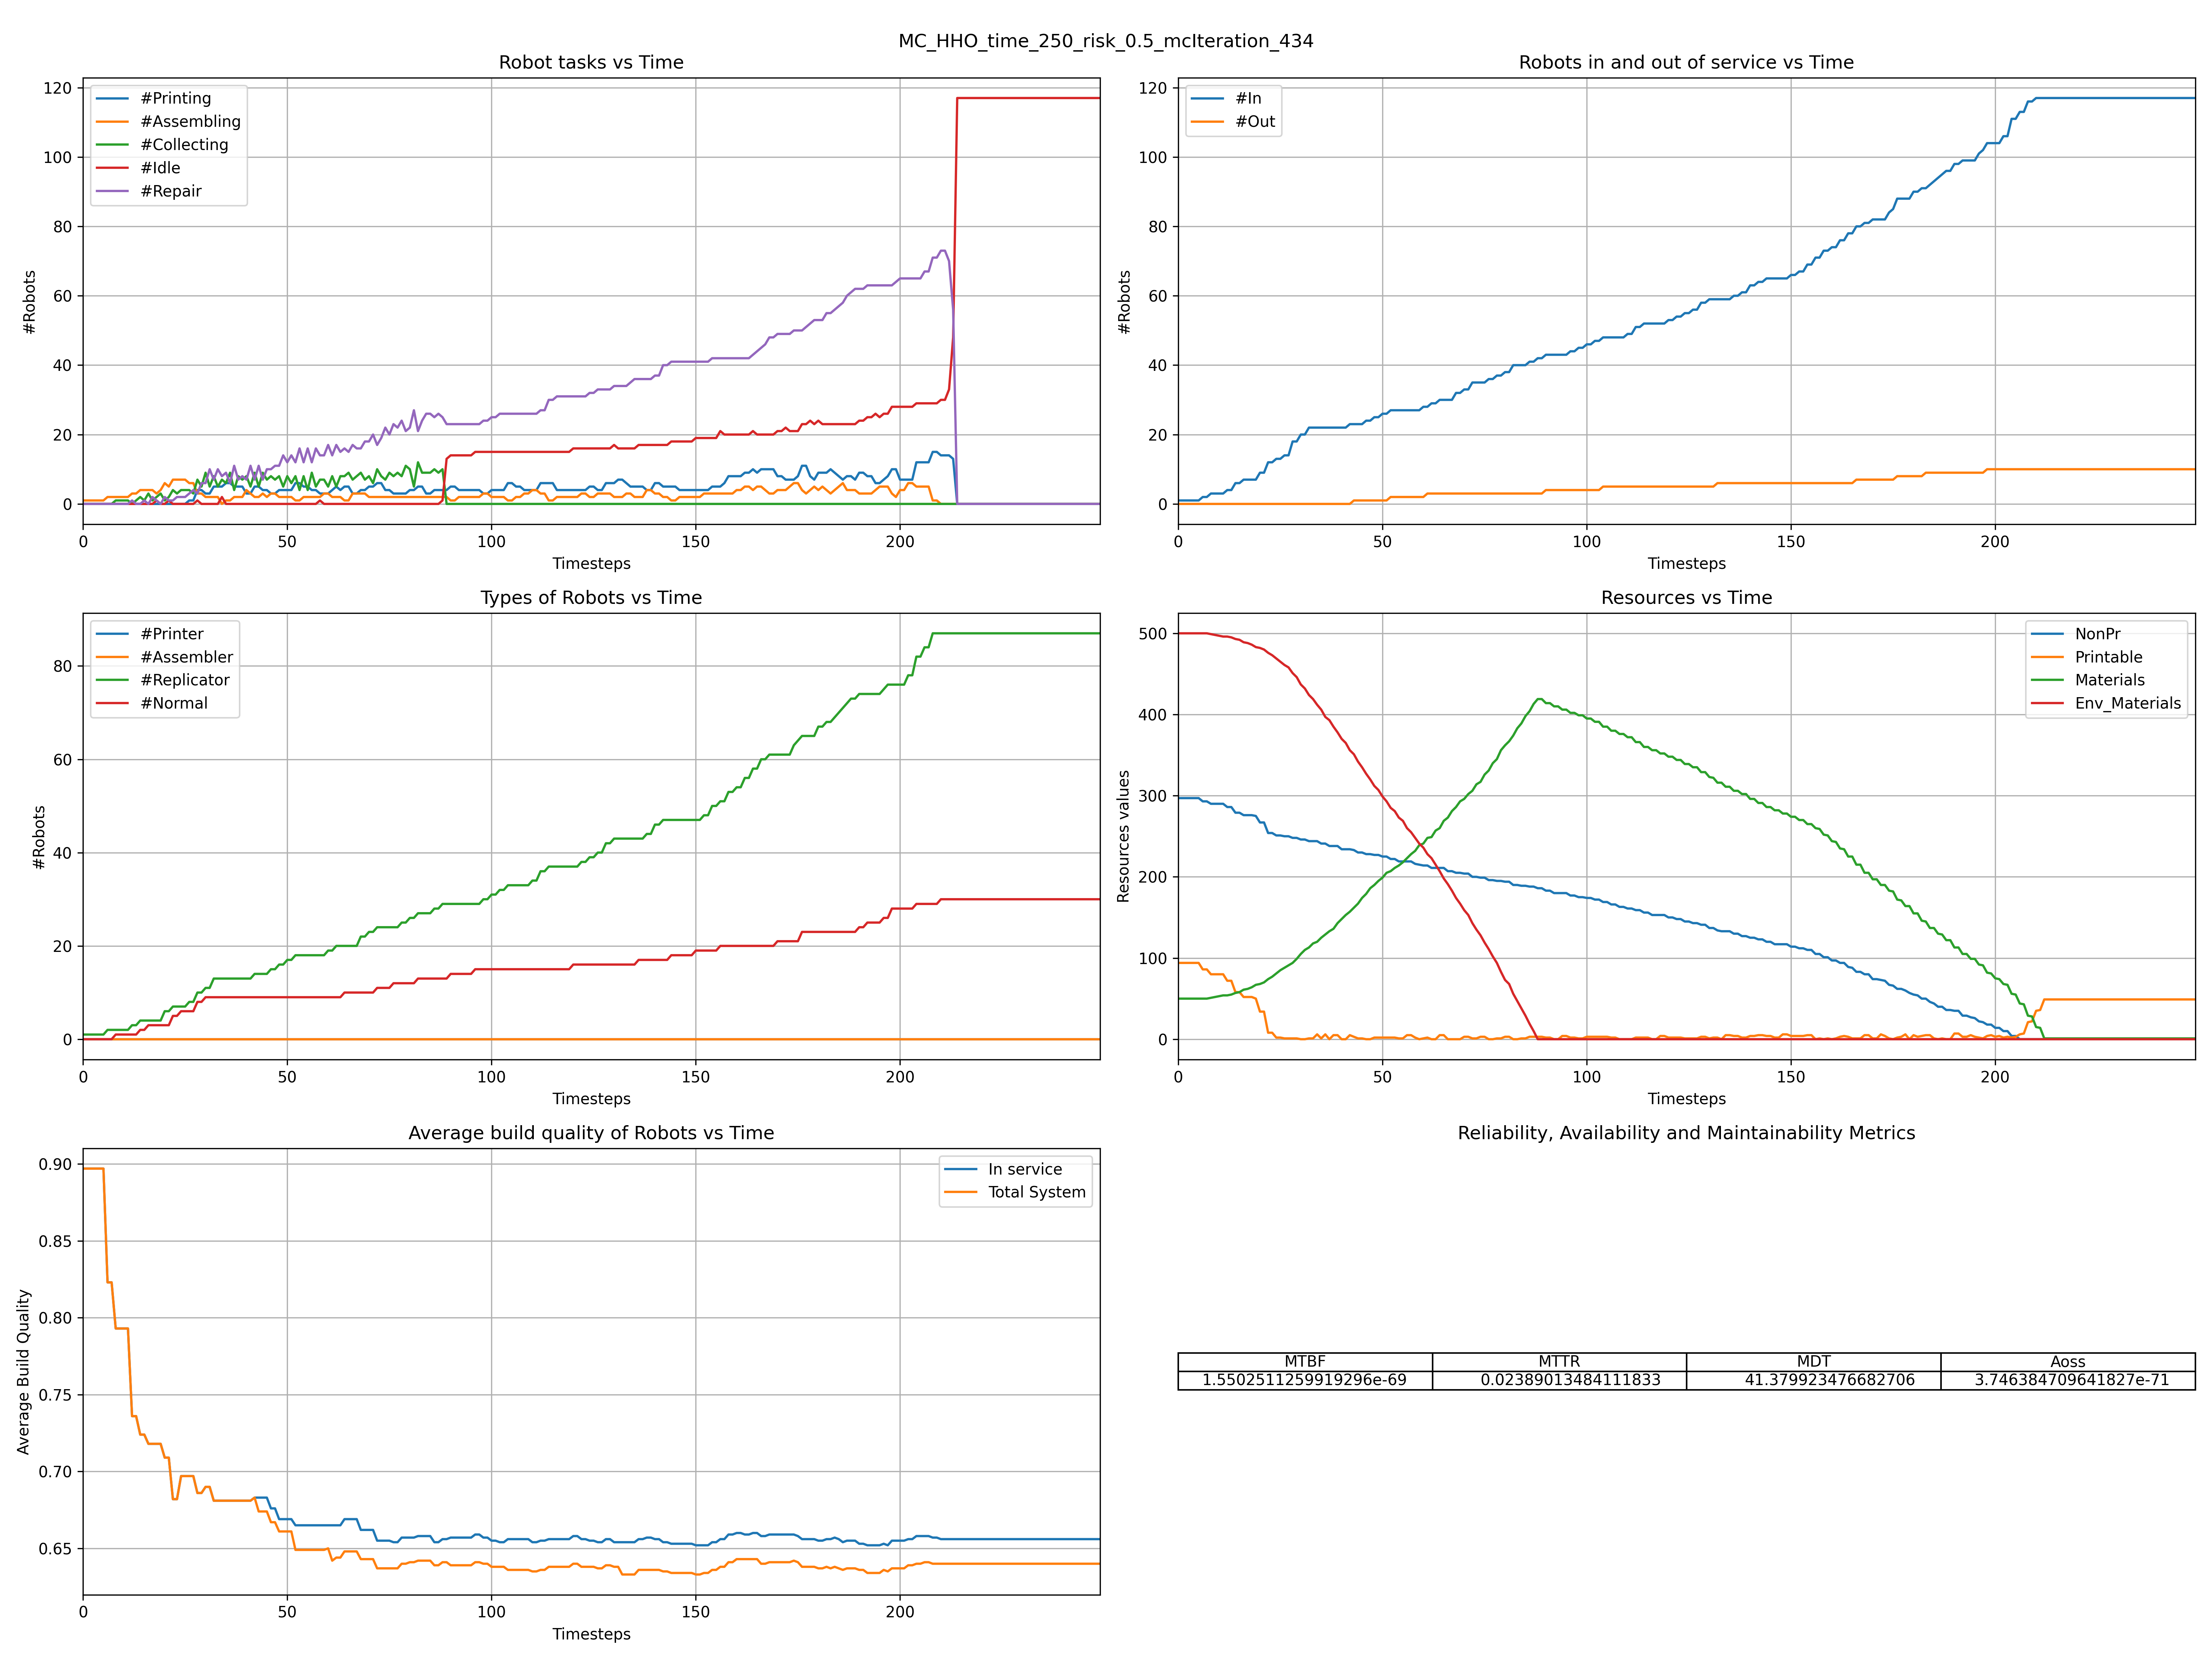 MC_HHO_time_250_risk_0.5_mcIteration_434
Robot tasks vs Time
#Printing
#Assembling
#Collecting
#Idle
#Repair
120
100
80
60
40
20
0
#Robots
0 50 100 150 200
Timesteps
Robots in and out of service vs Time
#In
#Out
120
100
80
60
40
20
0
#Robots
0 50 100 150 200
Timesteps
Types of Robots vs Time
#Printer
#Assembler
#Replicator
#Normal
80
60
40
20
0
#Robots
0 50 100 150 200
Timesteps
Resources vs Time
NonPr
Printable
Materials
Env_Materials
500
400
300
200
100
0
Resources values
0 50 100 150 200
Timesteps
Average build quality of Robots vs Time
In service
Total System
0.90
0.85
0.80
0.75
0.70
0.65
Average Build Quality
0 50 100 150 200
Timesteps
Reliability, Availability and Maintainability Metrics
MTBF MTTR MDT Aoss
1.5502511259919296e-69 0.02389013484111833 41.379923476682706 3.746384709641827e-71